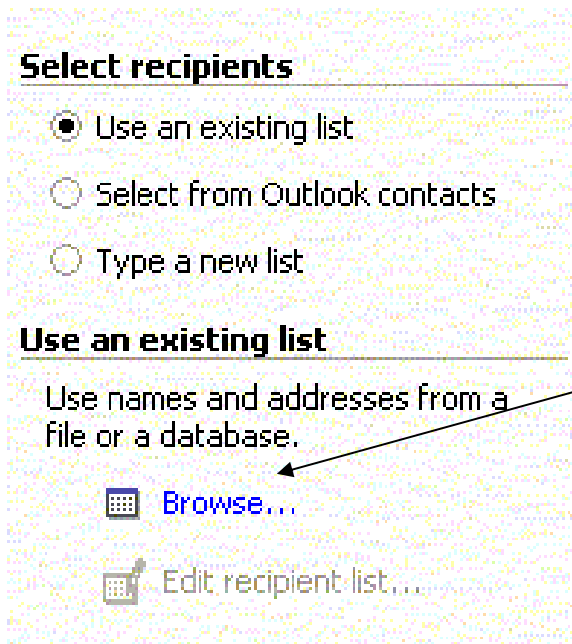 Select recipients
Use an existing list
Select from Outlook contacts
Type a new list
Use an existing list
Use names and addresses from a
file or a database.
Browse...
Edit recipient list...